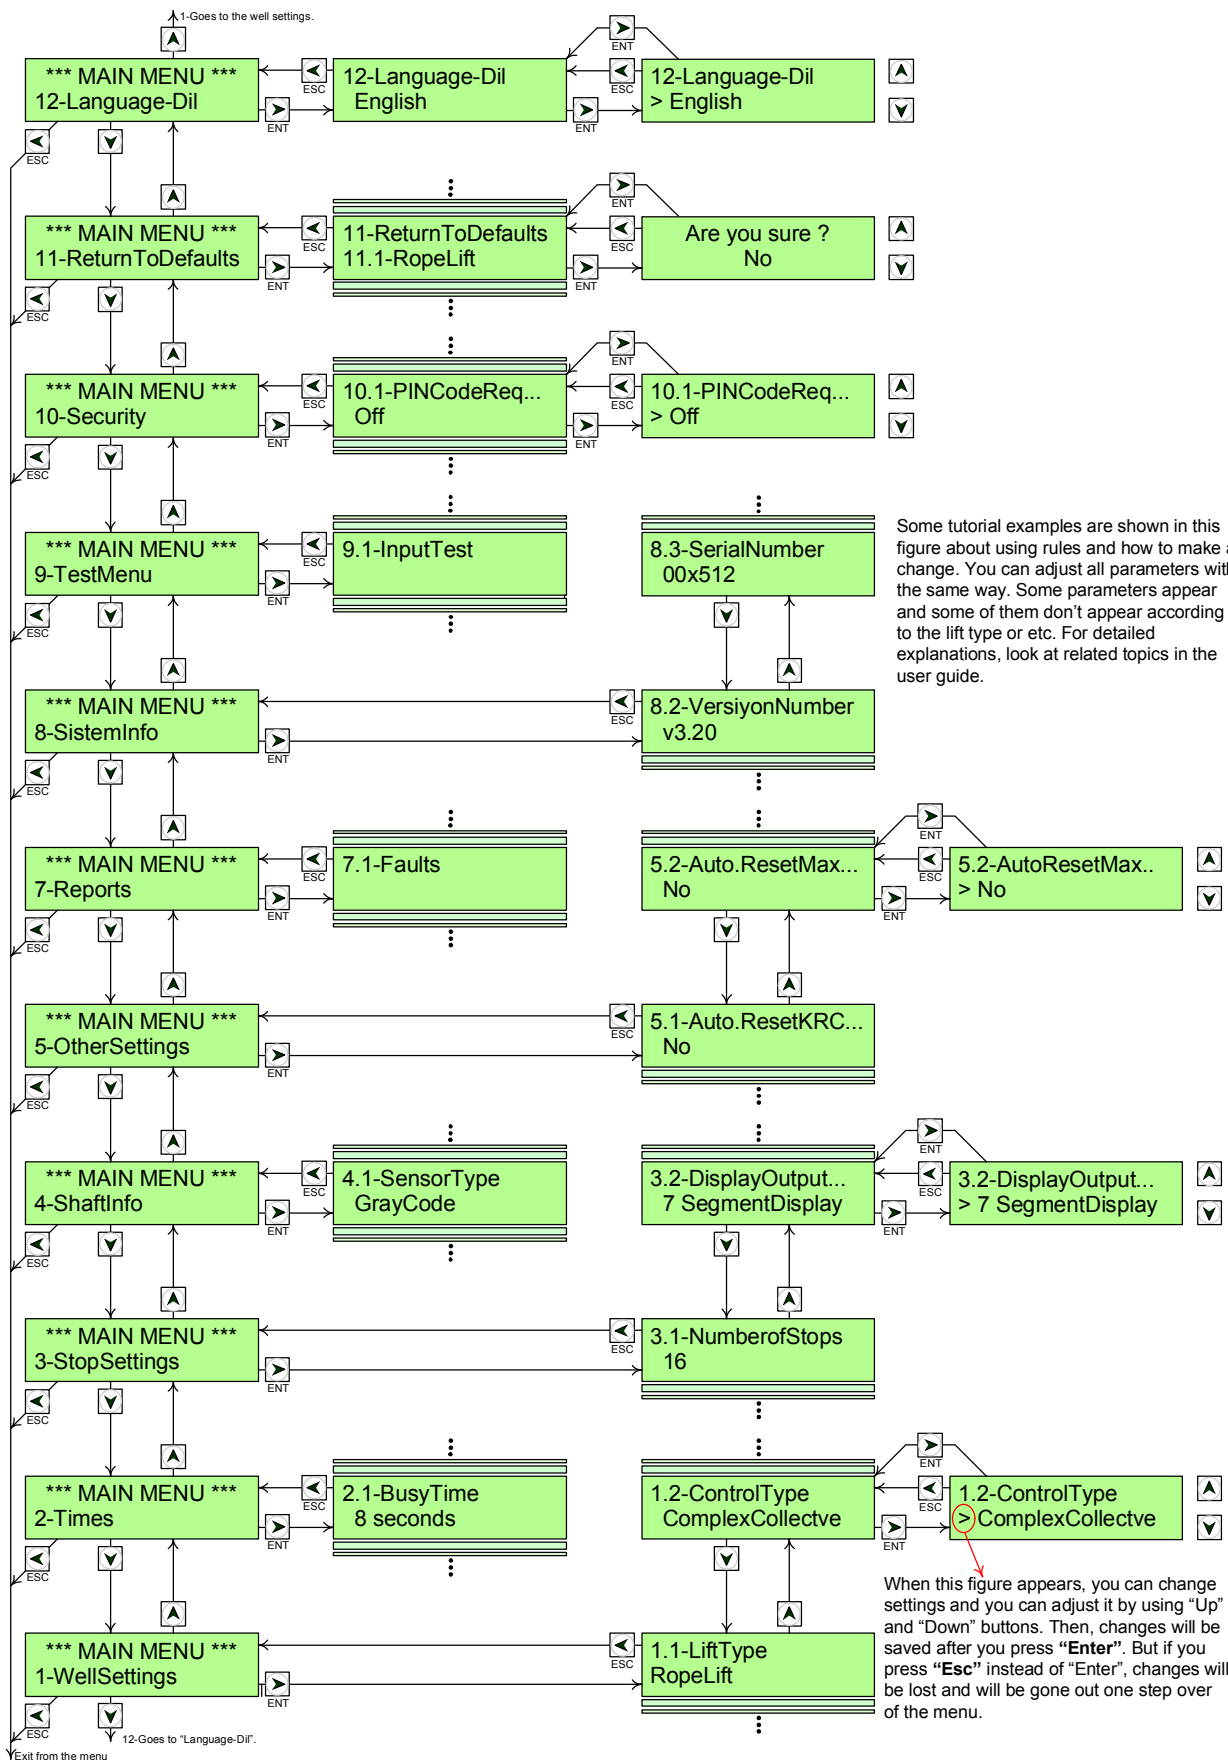 1-Goes to the well settings.
*** MAIN MENU ***
12-Language-Dil
ESC
ENT
ESC
12-Language-Dil
English
ENT
ESC
ENT
12-Language-Dil
> English
*** MAIN MENU ***
11-ReturnToDefaults
ESC
ENT
ESC
11-ReturnToDefaults
11.1-RopeLift
ENT
ESC
ENT
Are you sure ?
No
*** MAIN MENU ***
10-Security
ESC
ENT
ESC
10.1-PINCodeReq...
Off
ENT
ESC
ENT
10.1-PINCodeReq...
> Off
*** MAIN MENU ***
9-TestMenu
ESC
ENT
ESC
9.1-InputTest
8.3-SerialNumber
00x512
Some tutorial examples are shown in this
figure about using rules and how to make a
change. You can adjust all parameters with
the same way. Some parameters appear
and some of them don't appear according
to the lift type or etc. For detailed
explanations, look at related topics in the
user guide.
*** MAIN MENU ***
8-SistemInfo
ESC
ENT
ESC
8.2-VersiyonNumber
v3.20
*** MAIN MENU ***
7-Reports
ESC
ENT
ESC
7.1-Faults
5.2-Auto.ResetMax...
No
ENT
ESC
ENT
5.2-AutoResetMax..
> No
*** MAIN MENU ***
5-OtherSettings
ESC
ENT
ESC
5.1-Auto.ResetKRC...
No
*** MAIN MENU ***
4-ShaftInfo
ESC
ENT
ESC
4.1-SensorType
GrayCode
3.2-DisplayOutput...
7 SegmentDisplay
ENT
ESC
ENT
3.2-DisplayOutput...
> 7 SegmentDisplay
*** MAIN MENU ***
3-StopSettings
ESC
ENT
ESC
3.1-NumberofStops
16
*** MAIN MENU ***
2-Times
ESC
ENT
ESC
2.1-BusyTime
8 seconds
1.2-ControlType
ComplexCollectve
ENT
ESC
ENT
1.2-ControlType
> ComplexCollectve
When this figure appears, you can change
settings and you can adjust it by using “Up”
and “Down” buttons. Then, changes will be
saved after you press “Enter”. But if you
press “Esc” instead of “Enter”, changes will
be lost and will be gone out one step over
of the menu.
*** MAIN MENU ***
1-WellSettings
ESC
ENT
ESC
1.1-LiftType
RopeLift
12-Goes to “Language-Dil”.
Exit from the menu